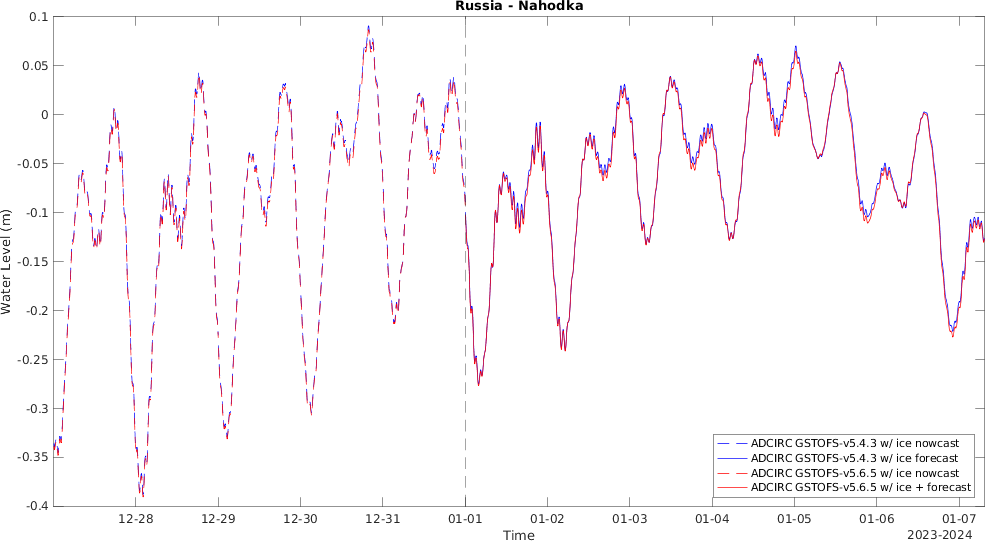 Russia - Nahodka
0.1
0.05
0
-0.05
-0.1
-0.15
-0.2
-0.25
-0.3
-0.35
-0.4
Water Level (m)
ADCIRC GSTOFS-v5.4.3 w/ ice nowcast
ADCIRC GSTOFS-v5.4.3 w/ ice forecast
ADCIRC GSTOFS-v5.6.5 w/ ice nowcast
ADCIRC GSTOFS-v5.6.5 w/ ice + forecast
12-28 12-29 12-30 12-31 01-01 01-02 01-03 01-04 01-05 01-06 01-07
Time
2023-2024